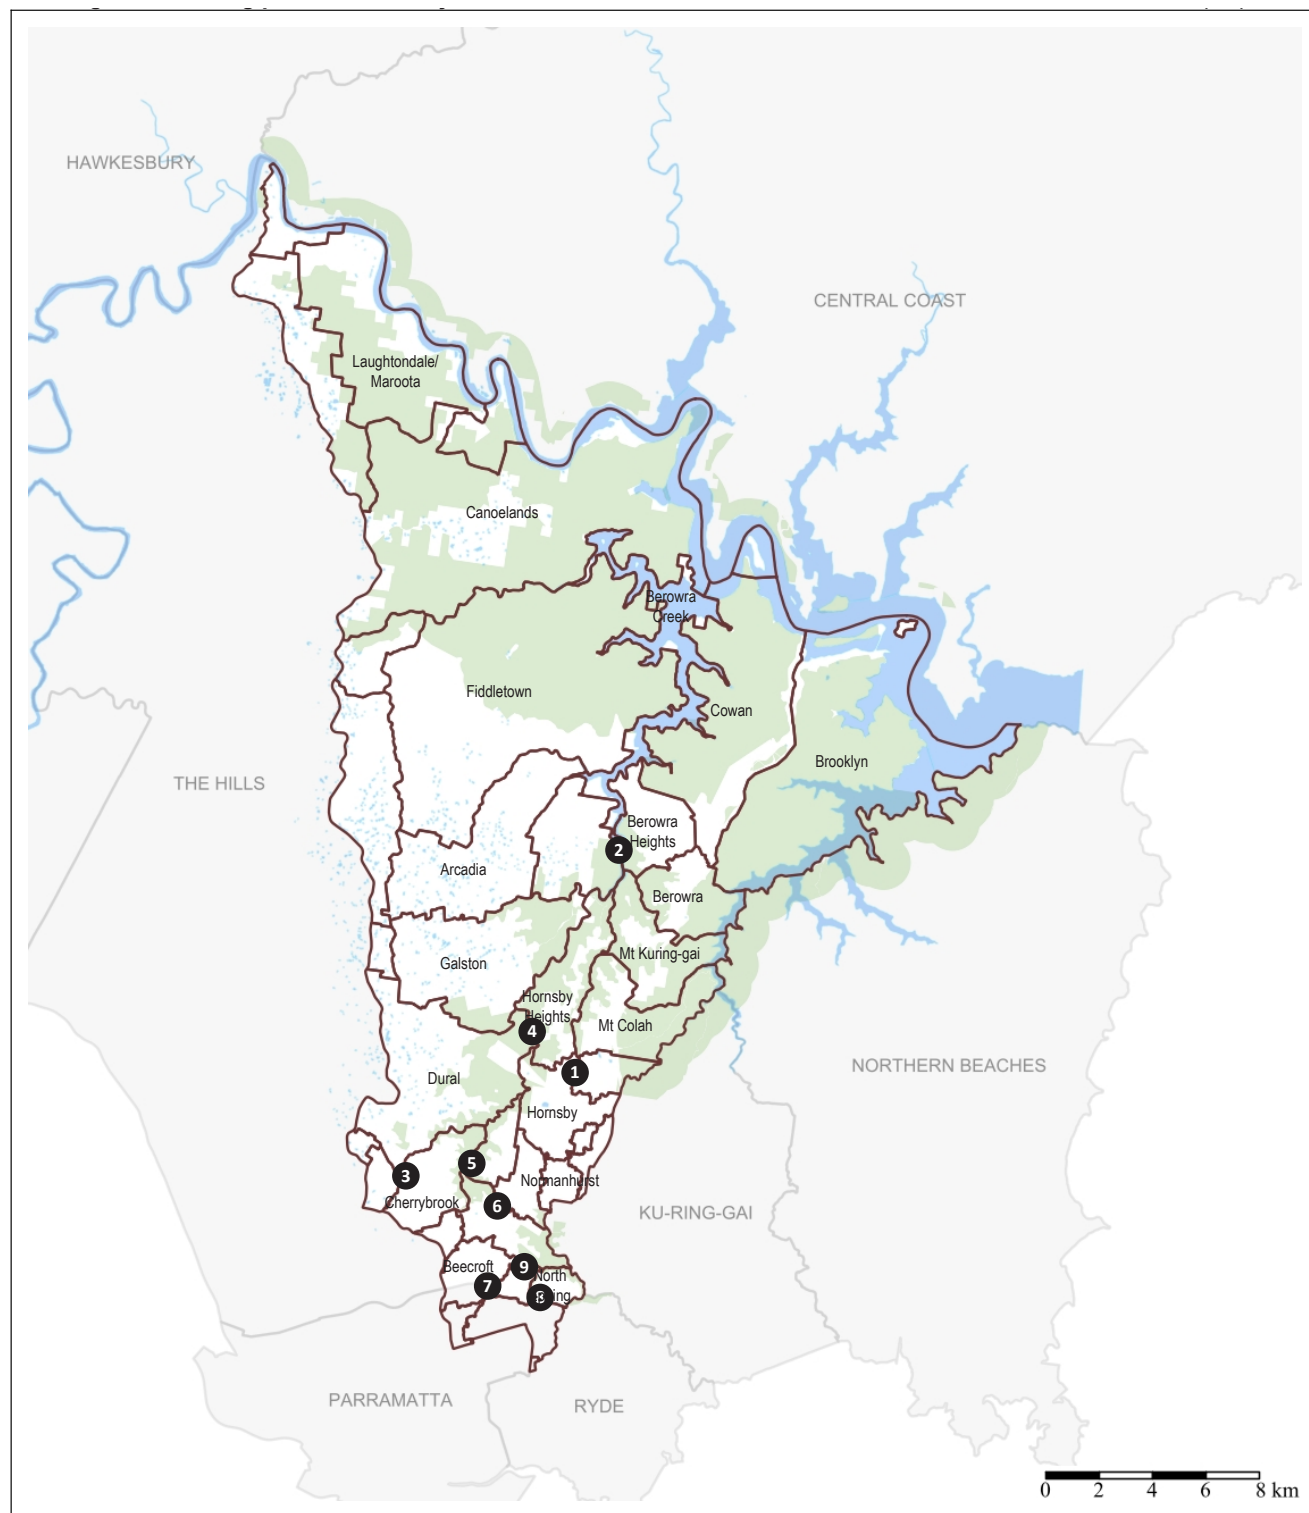 HAWKESBURY
CENTRAL COAST
Laughtondale/
Maroota
Canoelands
Berowra
Creek
Fiddletown
Cowan
Brooklyn
THE HILLS
Berowra
Heights
2
Arcadia
Berowra
Galston
Mt Kuring-gai
Hornsby
Heights
4
Mt Colah
NORTHERN BEACHES
1
Dural
Hornsby
5
3
Normanhurst
Cherrybrook
6
KU-RING-GAI
Beecroft
9
North
7
8
PARRAMATTA
RYDE
0 2 4 6 8 km